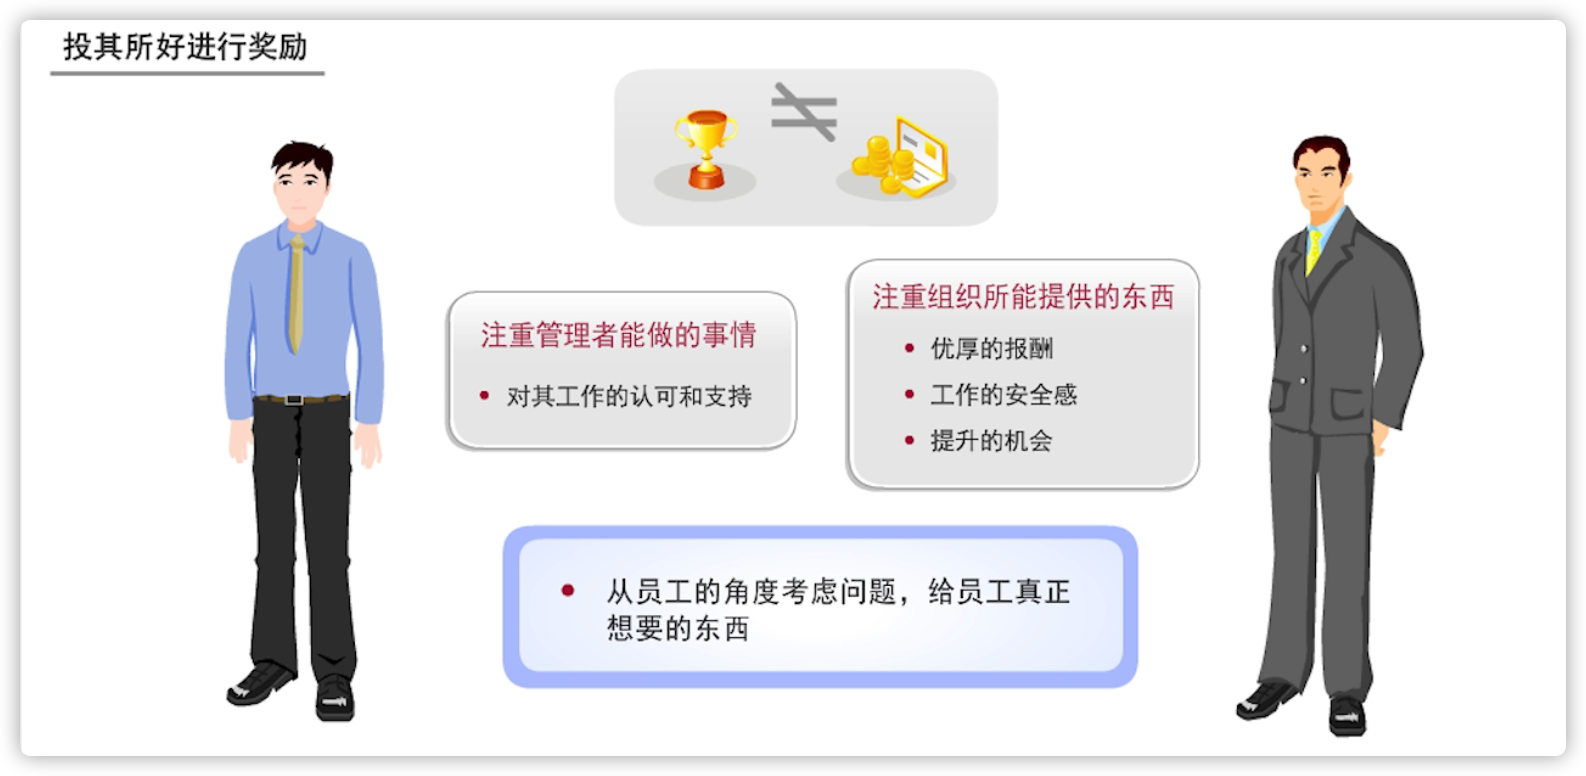 投其所好进行奖励
注重管理者能做的事情
对其工作的认可和支持
注重组织所能提供的东西
优厚的报酬
工作的安全感
提升的机会
从员工的角度考虑问题，给员工真正
想要的东西